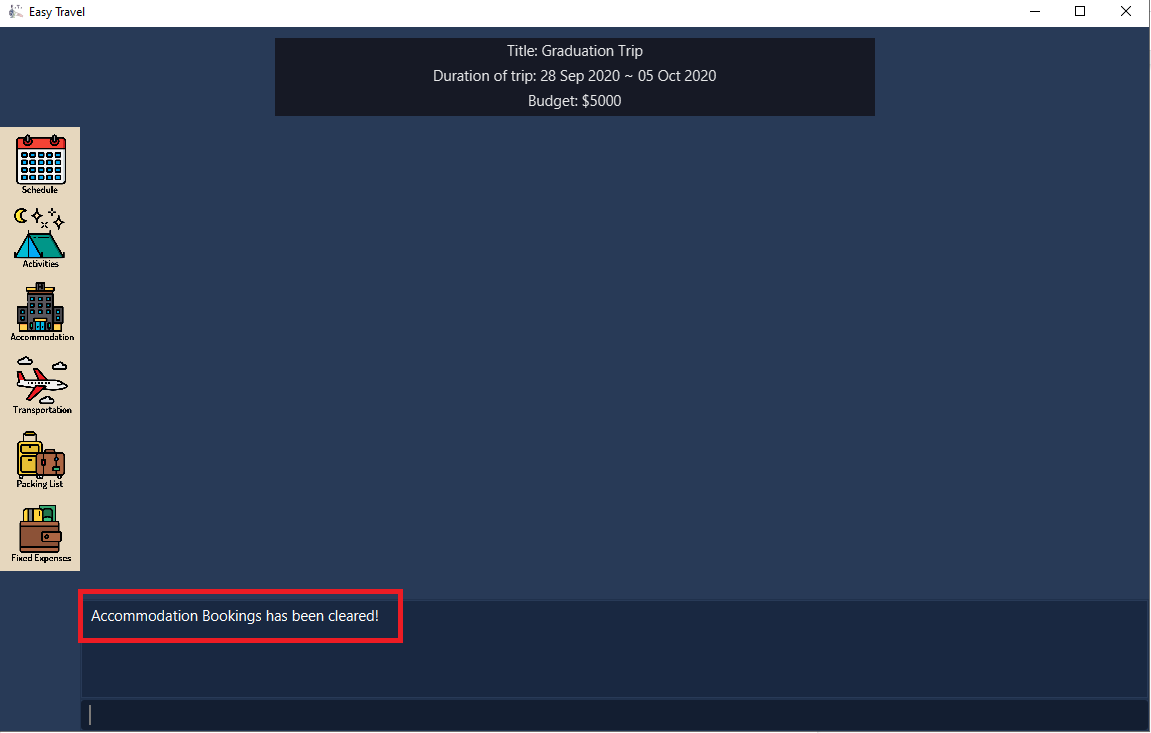 Easy Travel
Title: Graduation Trip
Duration of trip: 28 Sep 2020 ~ 05 Oct 2020
Budget: $5000
Schedule
Activities
Accommodation
Transportation
Packing List
Fixed Expenses
Accommodation Bookings has been cleared!